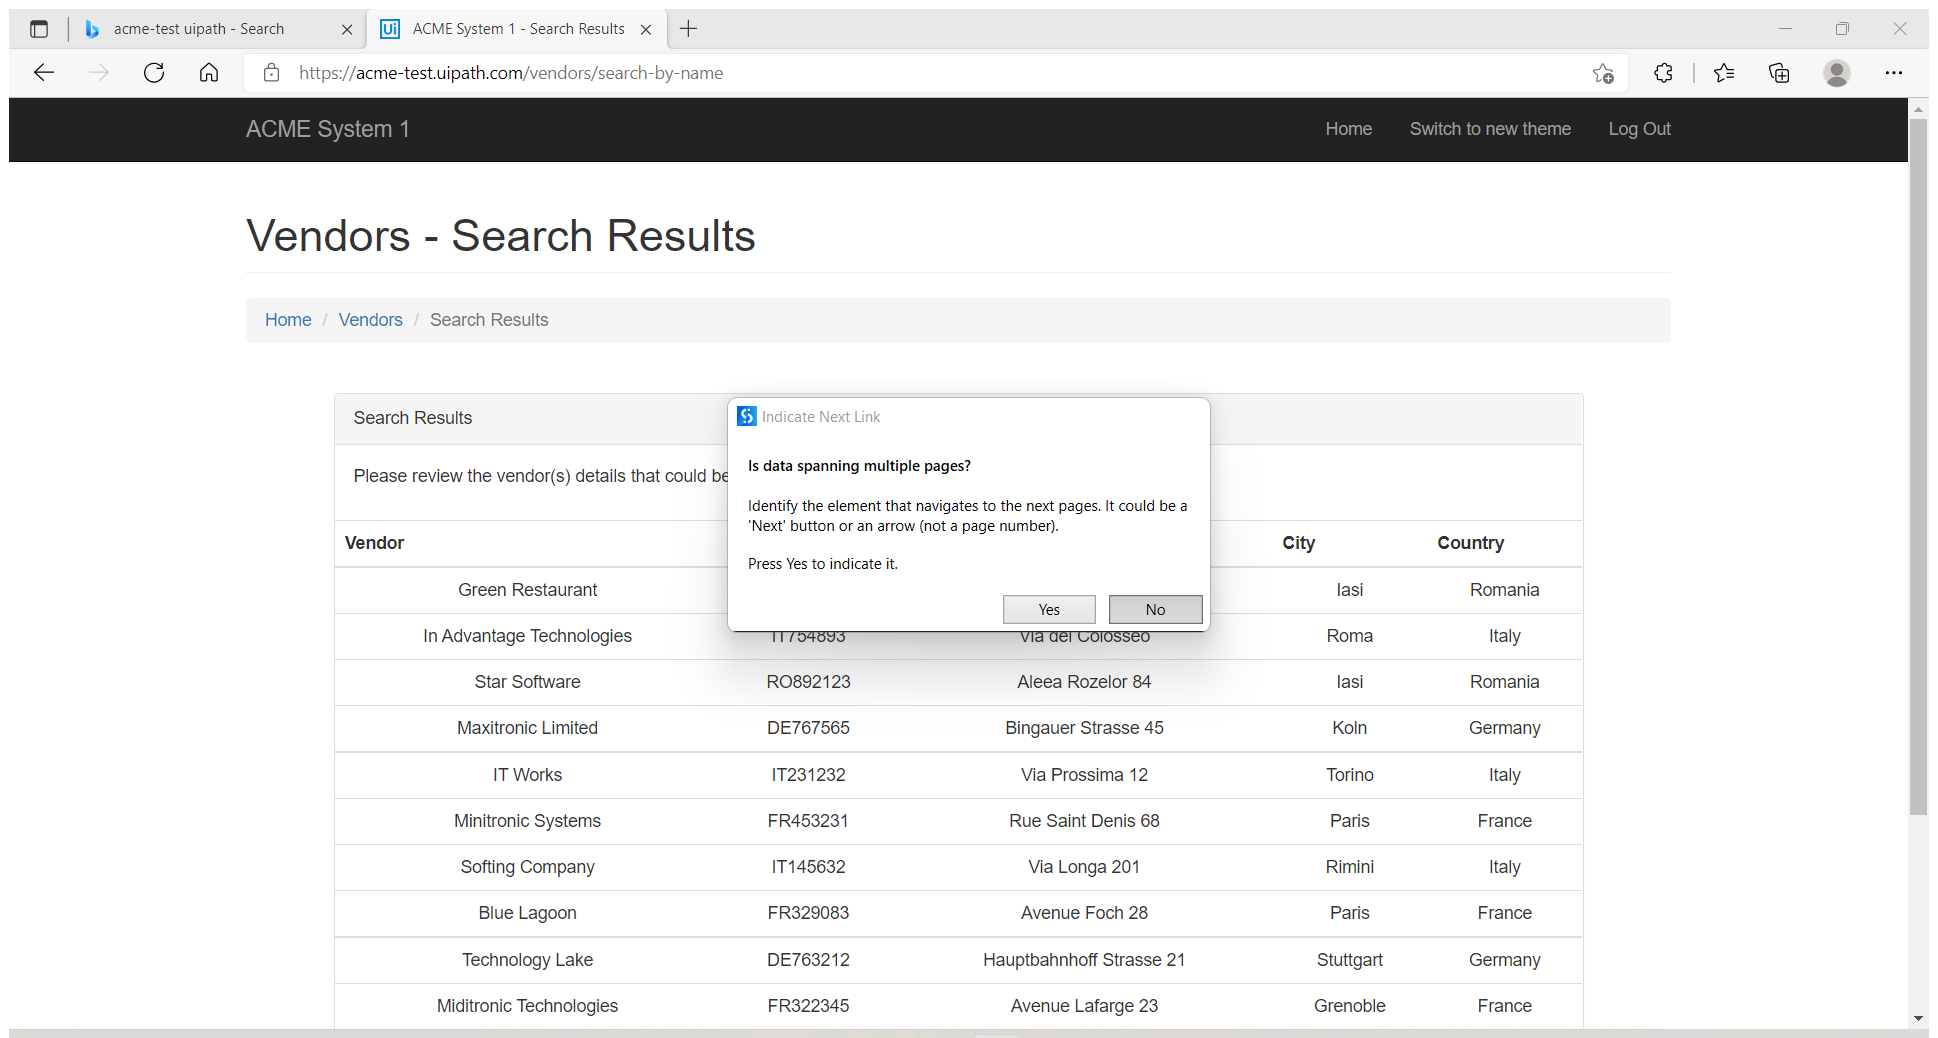 acme-test uipath - Search
Ui ACME System 1 - Search Results
https://acme-test.uipath.com/vendors/search-by-name
ACME System 1 Home Switch to new theme Log Out
Vendors - Search Results
Home / Vendors / Search Results
Search Results
Please review the vendor(s) details that could be
Indicate Next Link
Is data spanning multiple pages?
Identify the element that navigates to the next pages. It could be a
'Next' button or an arrow (not a page number).
Press Yes to indicate it.
Yes No
Vendor City Country
Green Restaurant Iasi Romania
In Advantage Technologies IT754893 Via del Colosseo Roma Italy
Star Software RO892123 Aleea Rozelor 84 Iasi Romania
Maxitronic Limited DE767565 Bingauer Strasse 45 Koln Germany
IT Works IT231232 Via Prossima 12 Torino Italy
Minitronic Systems FR453231 Rue Saint Denis 68 Paris France
Softing Company IT145632 Via Longa 201 Rimini Italy
Blue Lagoon FR329083 Avenue Foch 28 Paris France
Technology Lake DE763212 Hauptbahnhoff Strasse 21 Stuttgart Germany
Miditronic Technologies FR322345 Avenue Lafarge 23 Grenoble France